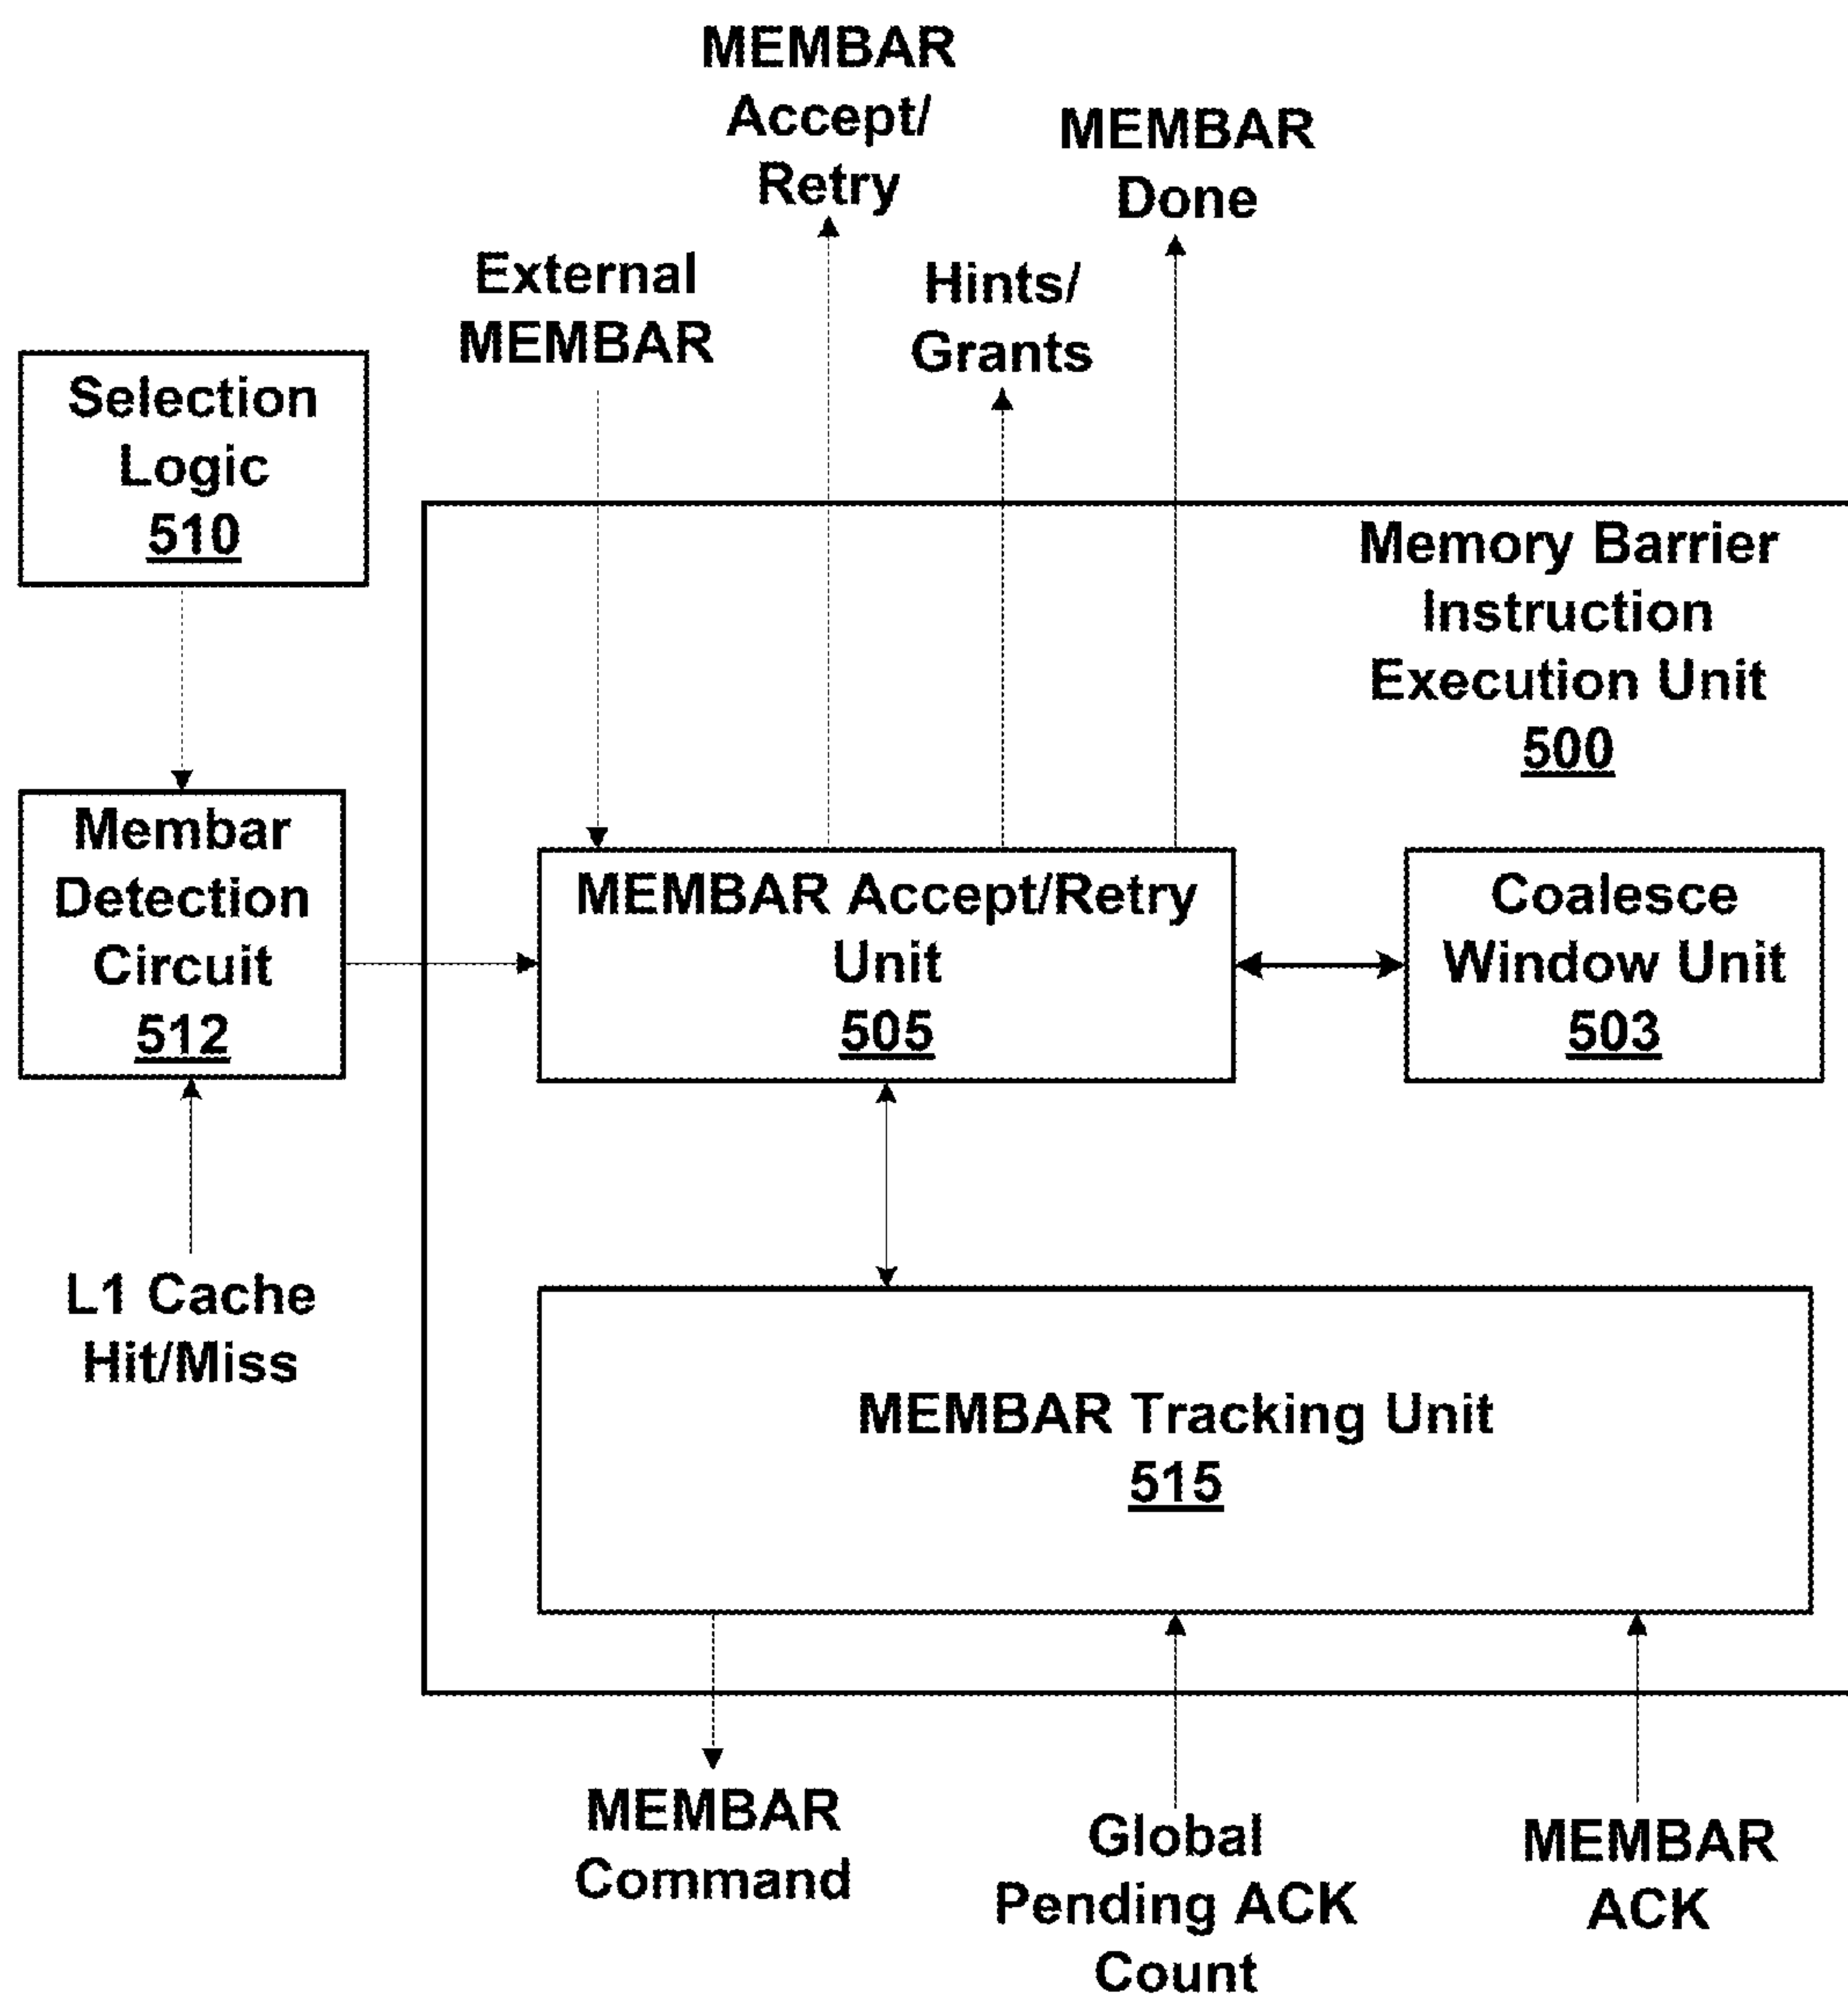 MEMBAR
Accept/
Retry
MEMBAR
Done
External
MEMBAR
Hints/
Grants
Selection
Logic
510
Memory Barrier
Instruction
Execution Unit
500
Membar
Detection
Circuit
512
MEMBAR Accept/Retry
Unit
505
Coalesce
Window Unit
503
L1 Cache
Hit/Miss
MEMBAR Tracking Unit
515
MEMBAR
Command
Global
Pending ACK
Count
MEMBAR
ACK